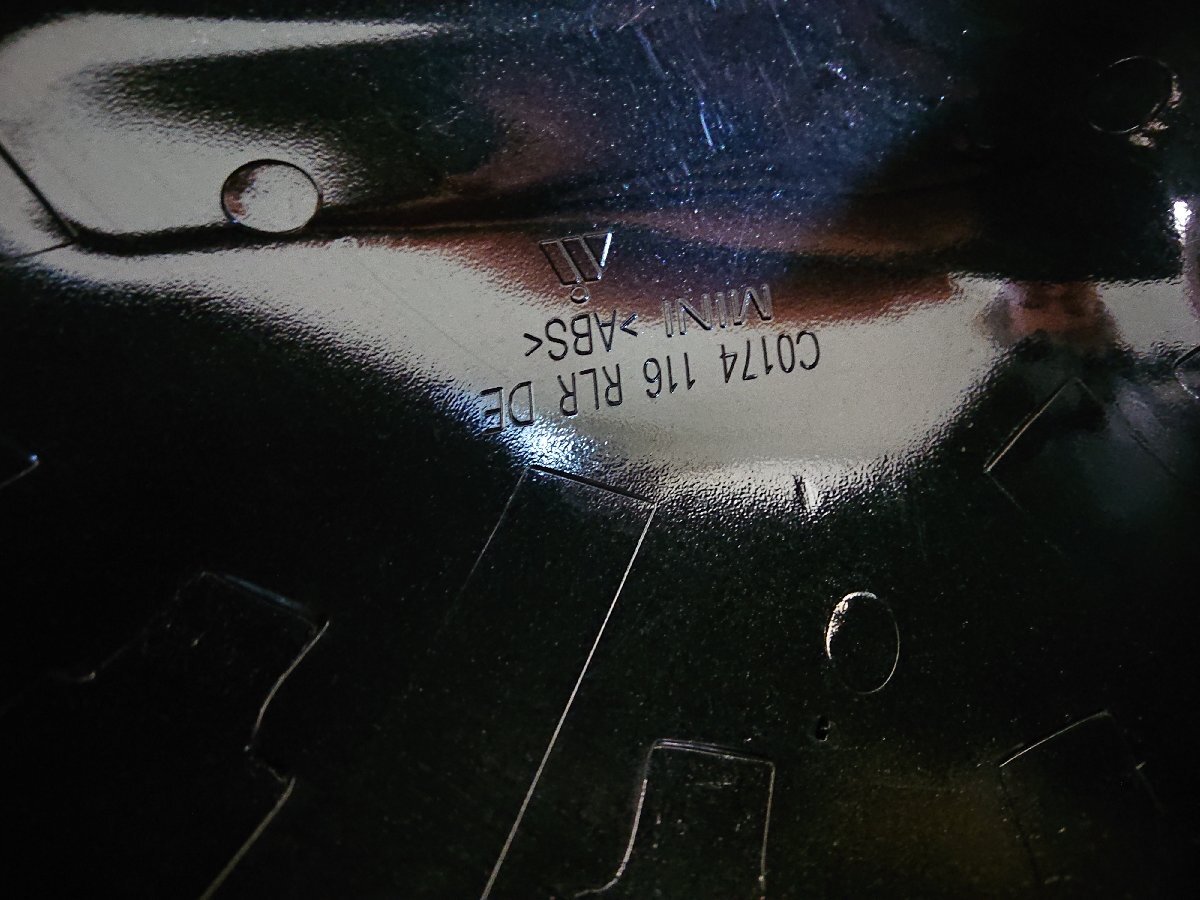 C0174 116 RLR DE
MINI >ABS<